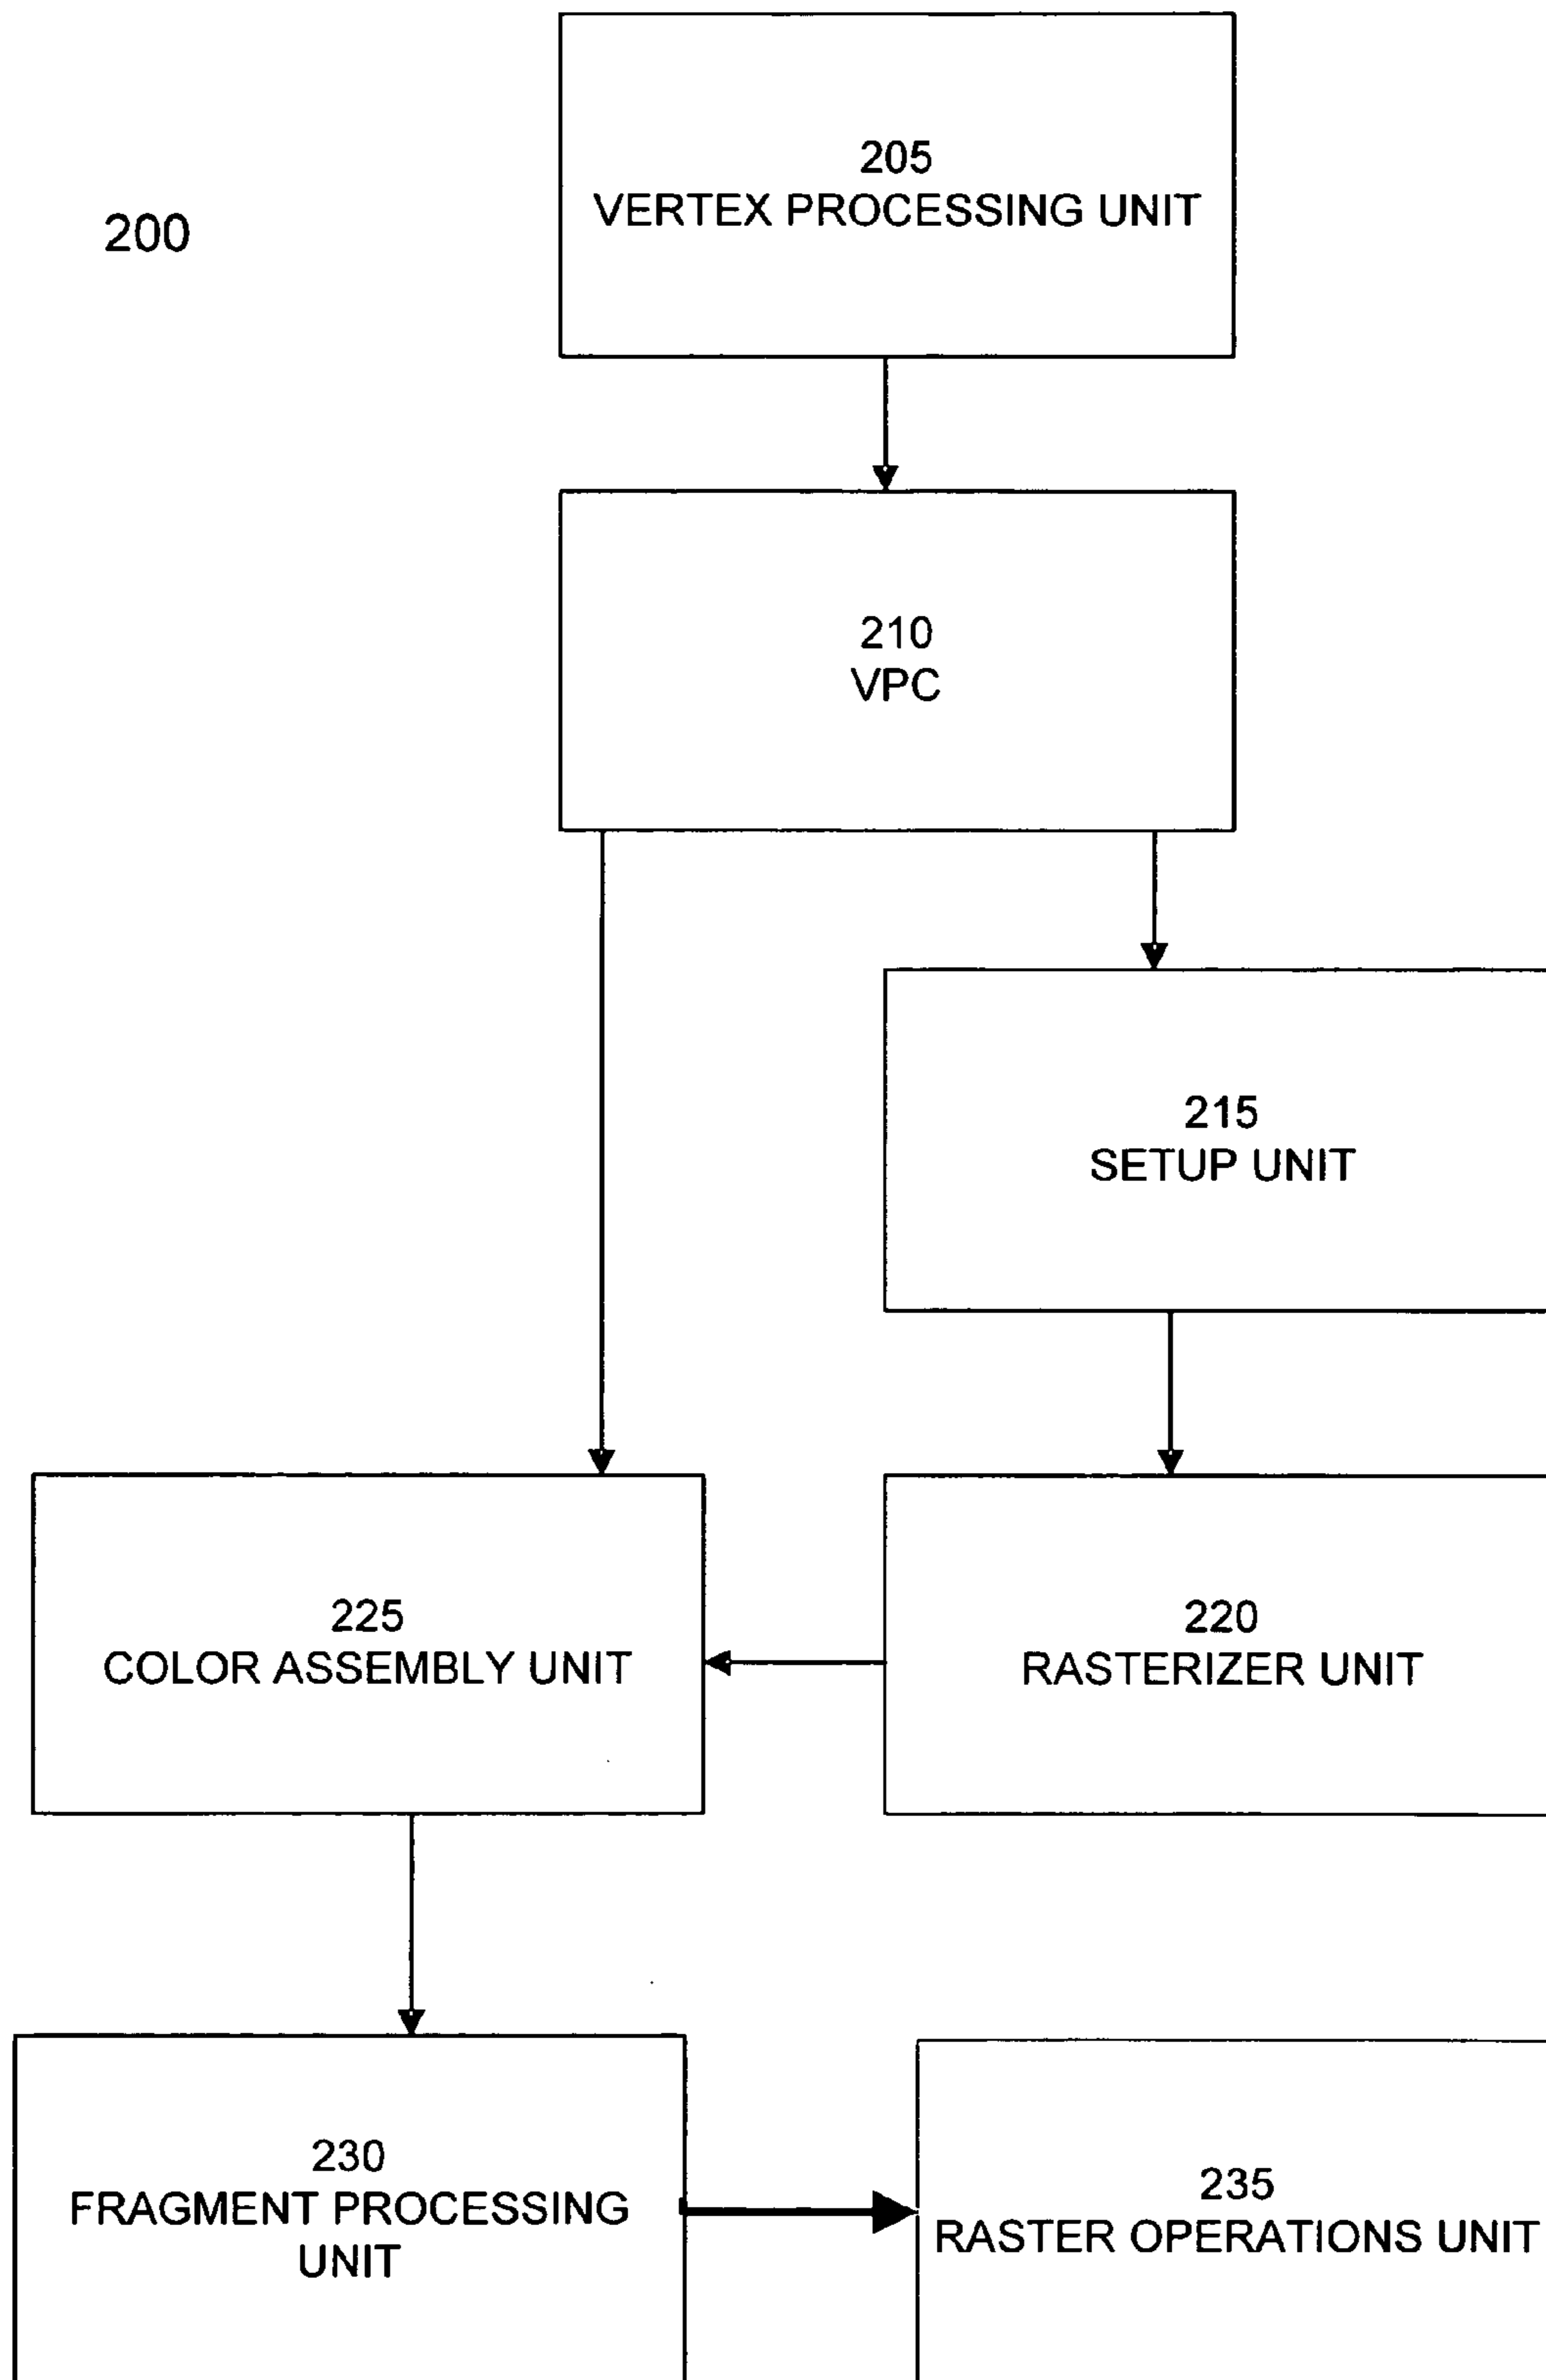 205
VERTEX PROCESSING UNIT
200
210
VPC
215
SETUP UNIT
225
COLOR ASSEMBLY UNIT
220
RASTERIZER UNIT
230
FRAGMENT PROCESSING
UNIT
235
RASTER OPERATIONS UNIT